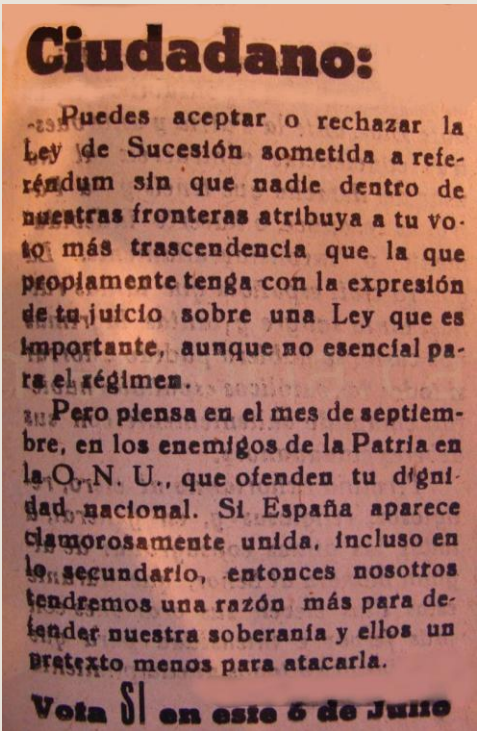 Ciudadano:
Puedes aceptar o rechazar la
Ley de Sucesión sometida a refe-
réndum sin que nadie dentro de
nuestras fronteras atribuya a tu vo-
to más trascendencia que la que
propiamente tenga con la expresión
de tu juicio sobre una Ley que es
importante, aunque no esencial pa-
ra el régimen.
Pero piensa en el mes de septiem-
bre, en los enemigos de la Patria en
la O. N. U., que ofenden tu digni-
dad nacional. Si España aparece
clamorosamente unida, incluso en
lo secundario, entonces nosotros
tendremos una razón más para de-
fender nuestra soberanía y ellos un
pretexto menos para atacarla.
Vota SI en este 6 de Julio